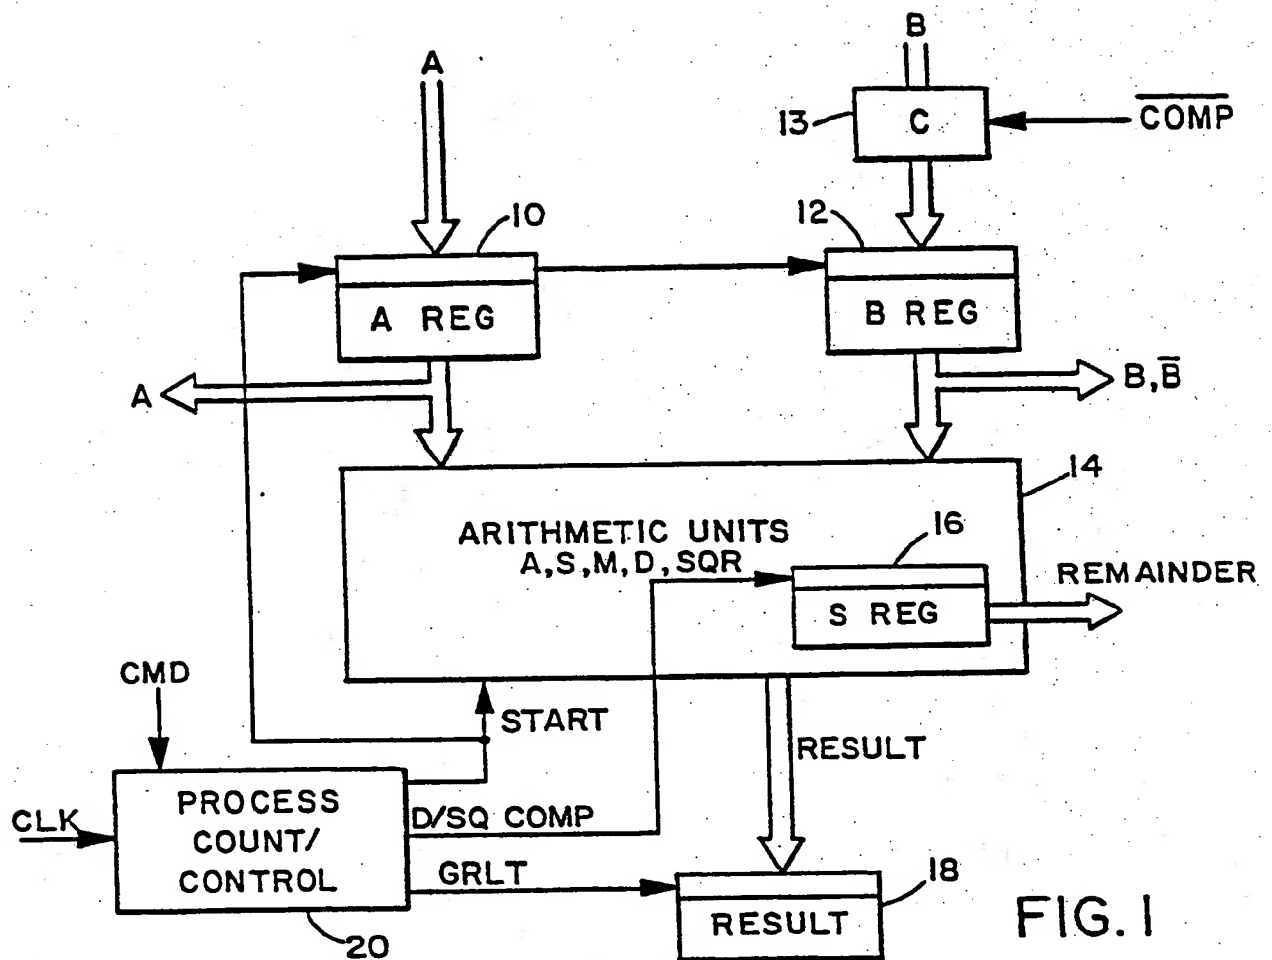 B
A
13
C
C̅O̅M̅P̅
10
12
A REG
B REG
A
B, B̅
14
ARITHMETIC UNITS
A, S, M, D, SQR
16
S REG
REMAINDER
CMD
START
RESULT
CLK
PROCESS
COUNT/
CONTROL
D/SQ COMP
GRLT
20
RESULT
18
FIG. 1